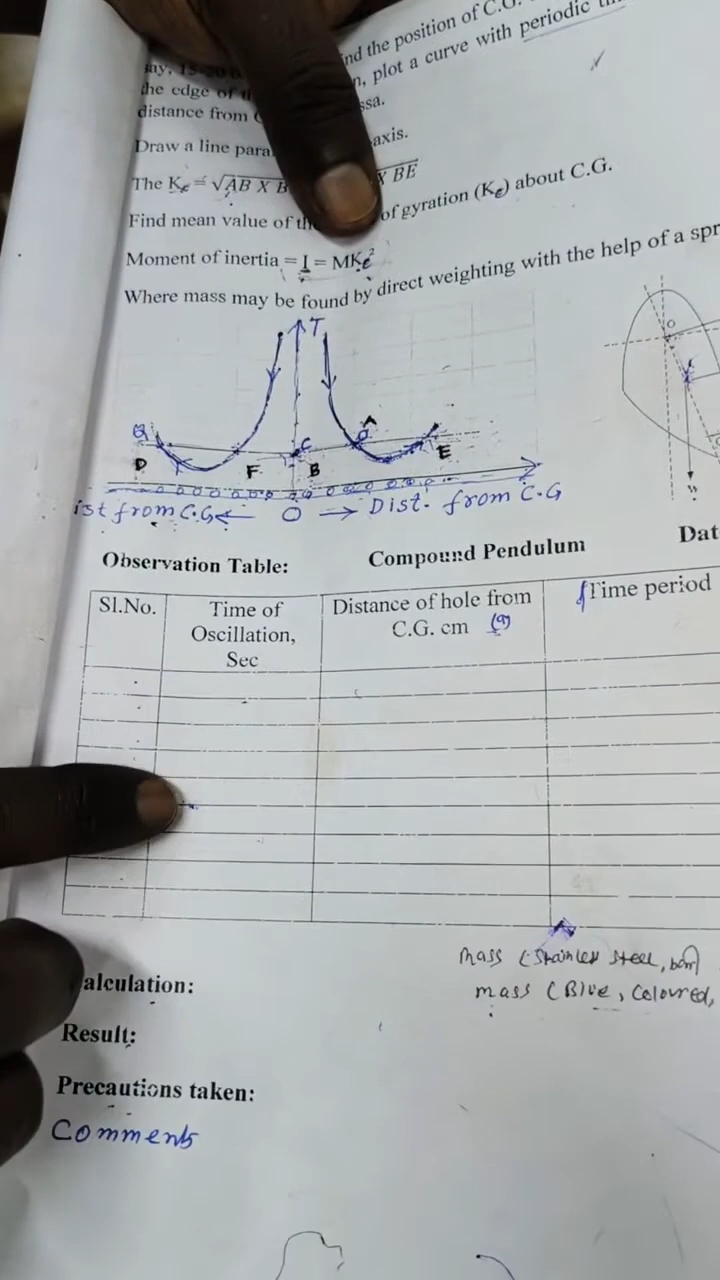 nd the position of C.G.
, plot a curve with periodic
the edge of
distance from
Draw a line para axis.
The Ke = √AB X B X BE
Find mean value of of gyration (Ke) about C.G.
Moment of inertia = I = MKe²
Where mass may be found by direct weighting with the help of a spr
T
Q
A
C
D
F
B
E
O
ist from C.G ← O → Dist. from C.G
Observation Table:
Compound Pendulum
Dat
Sl.No.
Time of
Oscillation,
Sec
Distance of hole from
C.G. cm
Time period
mass (Stainless steel,
mass (Blue, Coloured,
alculation:
Result:
Precautions taken:
Comments